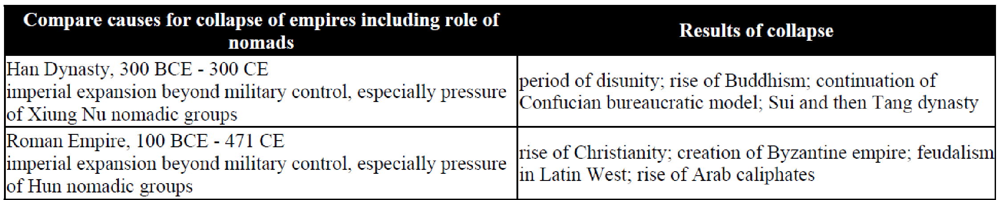 Compare causes for collapse of empires including role of
nomads
Results of collapse
Han Dynasty, 300 BCE - 300 CE
imperial expansion beyond military control, especially pressure
of Xiung Nu nomadic groups
period of disunity; rise of Buddhism; continuation of
Confucian bureaucratic model; Sui and then Tang dynasty
Roman Empire, 100 BCE - 471 CE
imperial expansion beyond military control, especially pressure
of Hun nomadic groups
rise of Christianity; creation of Byzantine empire; feudalism
in Latin West; rise of Arab caliphates